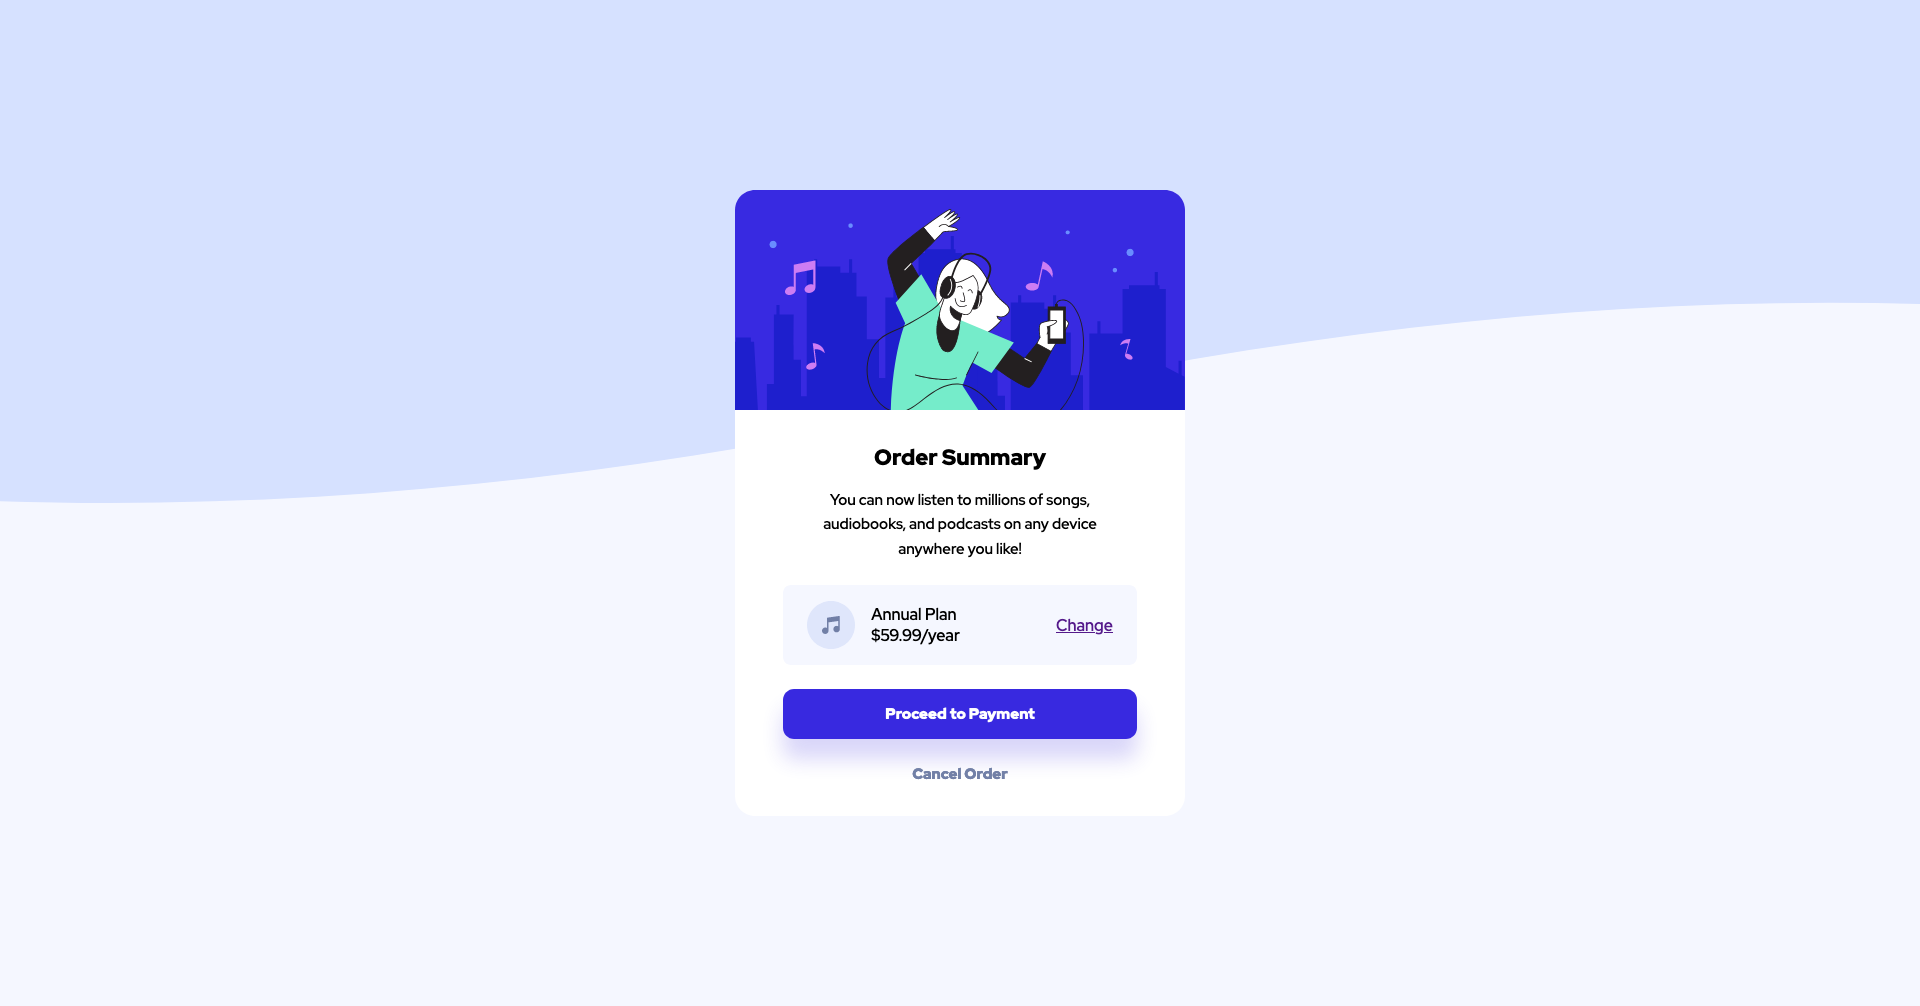 Order Summary
You can now listen to millions of songs,
audiobooks, and podcasts on any device
anywhere you like!
Annual Plan
$59.99/year
Change
Proceed to Payment
Cancel Order